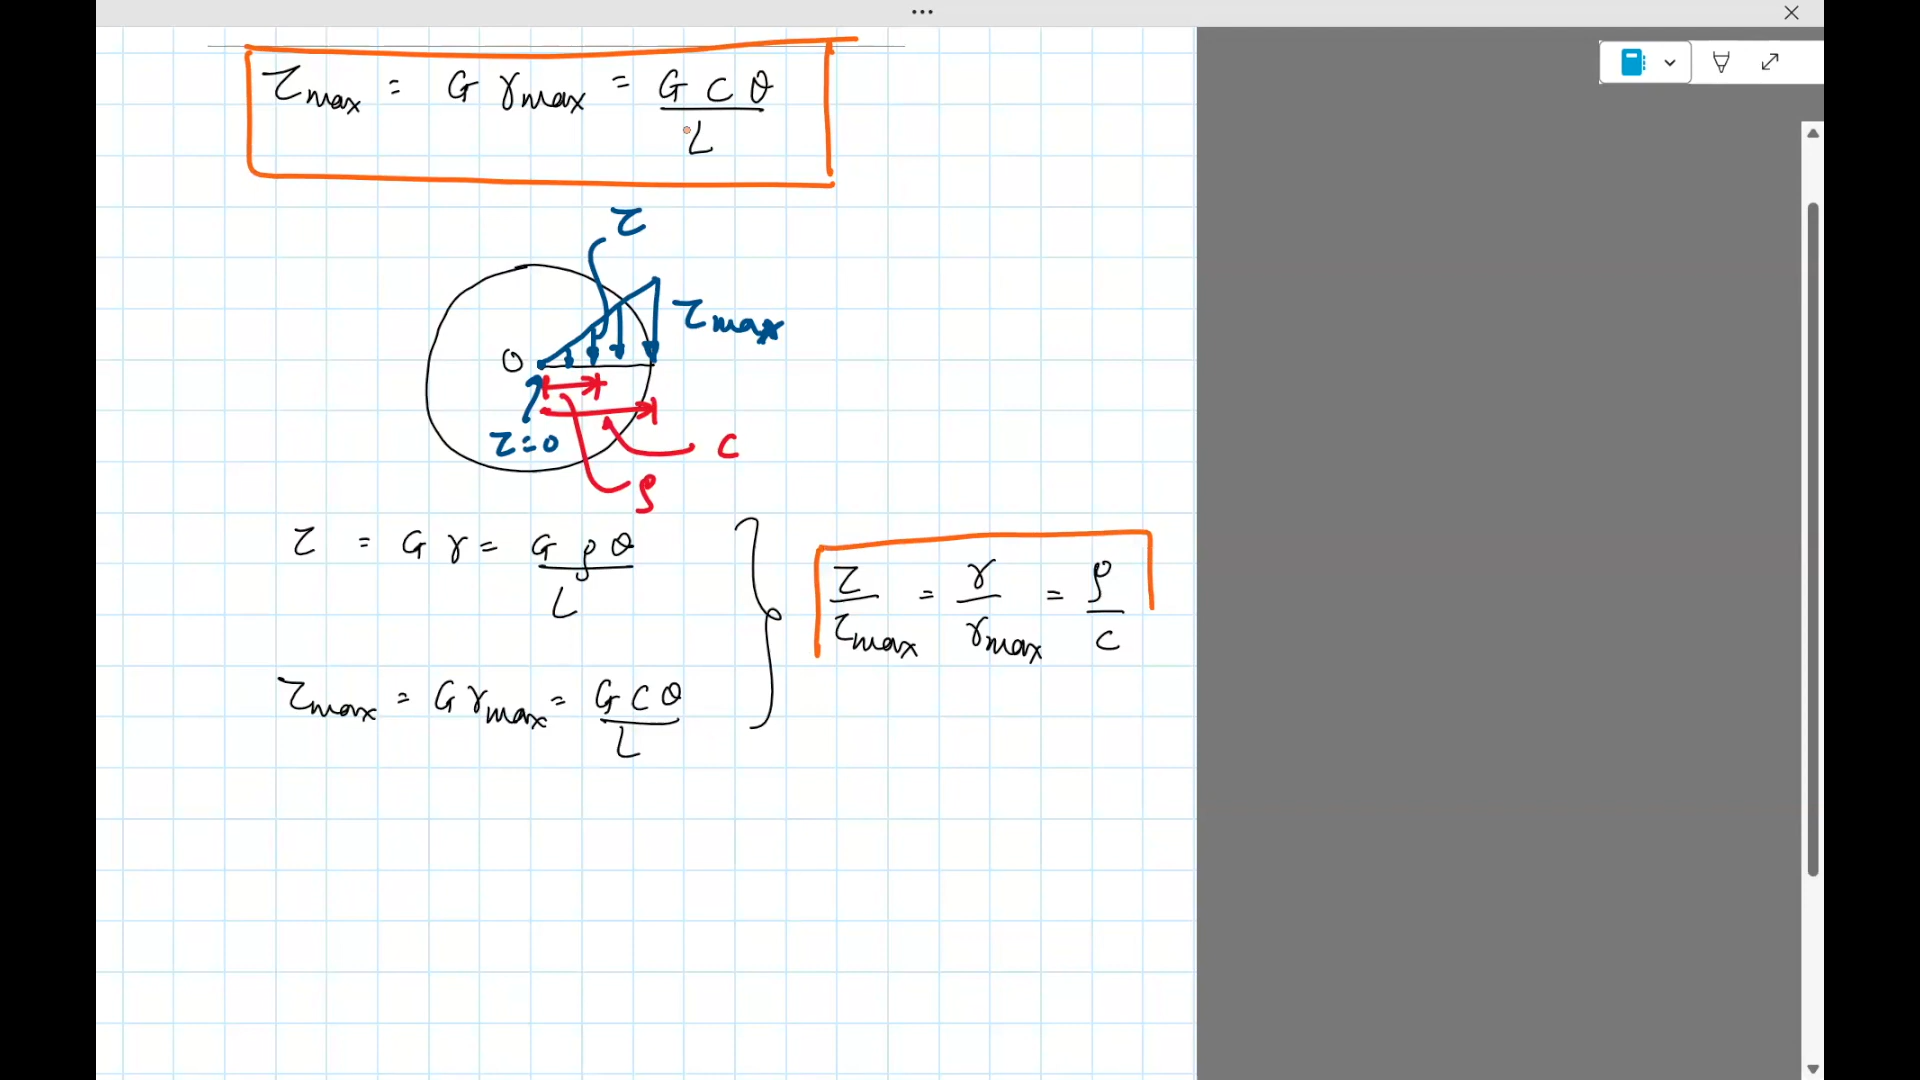 τmax = G γmax = G C θ / L
τ
τmax
O
τ = 0
C
ρ
τ = G γ = G ρ θ / L
τ / τmax = γ / γmax = ρ / c
τmax = G γmax = G C θ / L